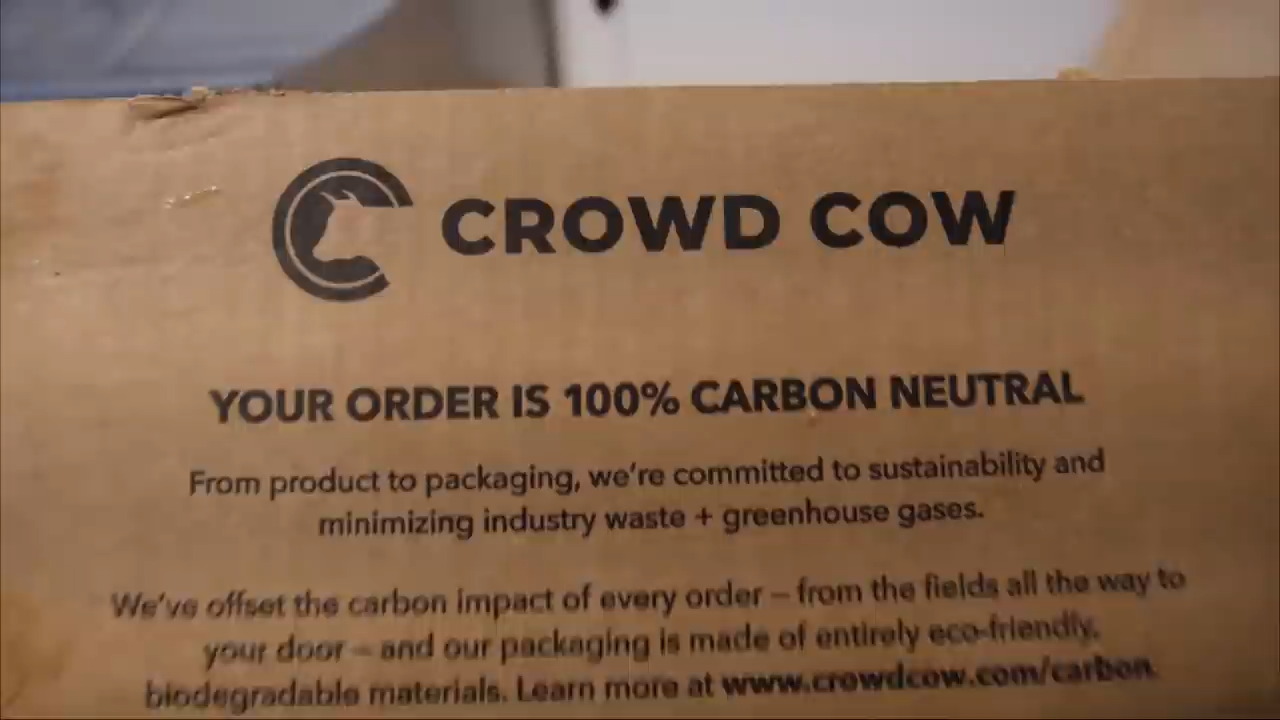 CROWD COW
YOUR ORDER IS 100% CARBON NEUTRAL
From product to packaging, we're committed to sustainability and
minimizing industry waste + greenhouse gases.
We've offset the carbon impact of every order – from the fields all the way to
your door – and our packaging is made of entirely eco-friendly,
biodegradable materials. Learn more at www.crowdcow.com/carbon.